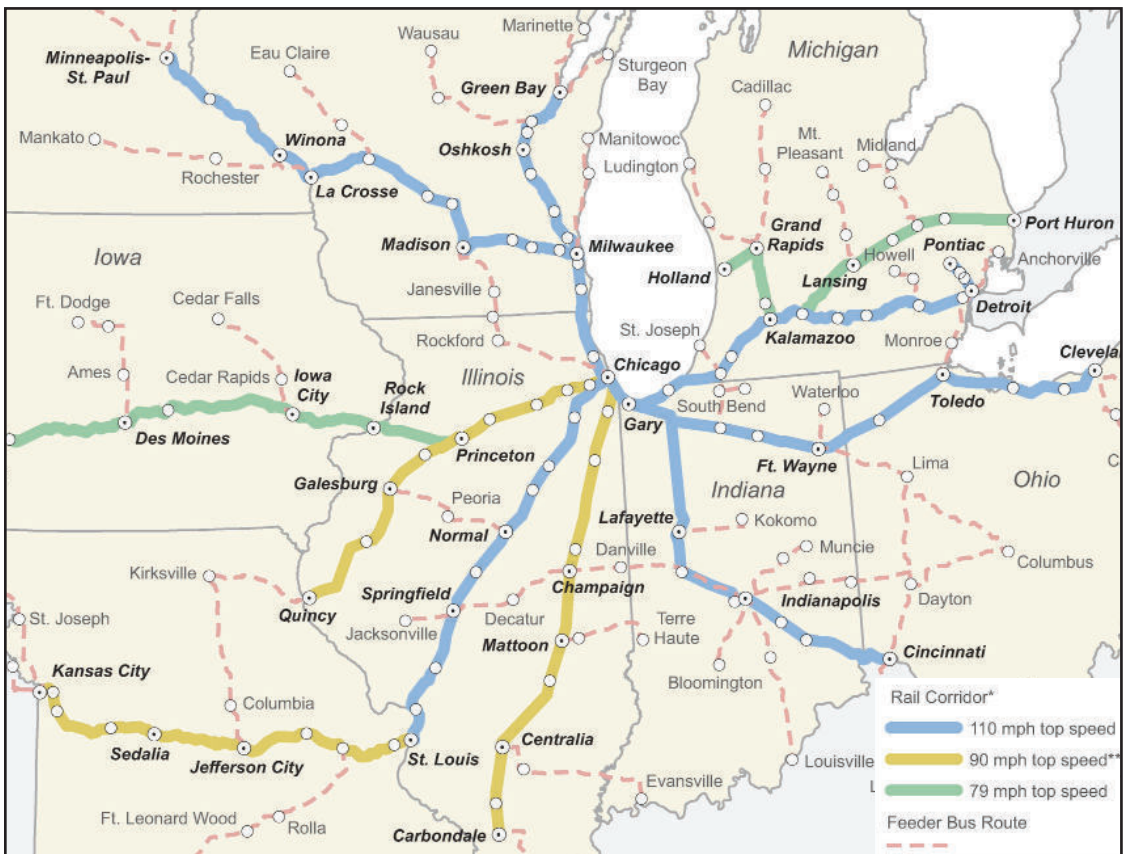 Marinette
Wausau
Michigan
Minneapolis-
St. Paul
Eau Claire
Sturgeon
Bay
Green Bay
Cadillac
Mankato
Winona
Oshkosh
Manitowoc
Mt.
Pleasant
Midland
Ludington
Rochester
La Crosse
Grand
Rapids
Port Huron
Madison
Milwaukee
Pontiac
Iowa
Holland
Lansing
Howell
Anchorville
Janesville
Ft. Dodge
Cedar Falls
Detroit
St. Joseph
Kalamazoo
Rockford
Monroe
Chicago
Clevela
Ames
Cedar Rapids
Iowa
City
Rock
Island
Illinois
Waterloo
South Bend
Toledo
Gary
Des Moines
Princeton
Ft. Wayne
Lima
Galesburg
Peoria
Indiana
Ohio
C
Normal
Lafayette
Kokomo
Danville
Muncie
Columbus
Kirksville
Springfield
Champaign
Indianapolis
Dayton
Quincy
Decatur
St. Joseph
Jacksonville
Terre
Haute
Mattoon
Kansas City
Bloomington
Cincinnati
Columbia
Sedalia
Jefferson City
St. Louis
Centralia
Louisville
L
Evansville
Ft. Leonard Wood
Rolla
Carbondale
Rail Corridor*
110 mph top speed
90 mph top speed**
79 mph top speed
Feeder Bus Route